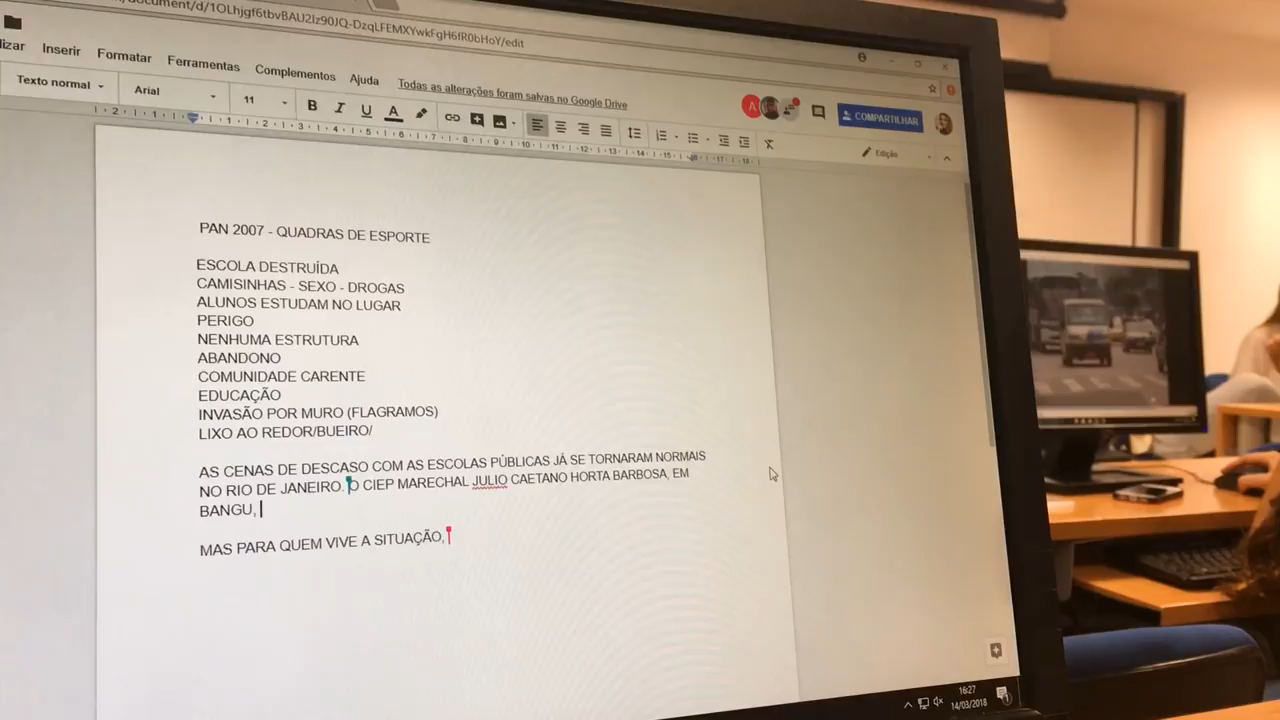 document/d/1OLhjgf6tbvBAU2Iz90JQ-DzqLFEMXYwkFgH6fR0bHoY/edit
Inserir Formatar Ferramentas Complementos Ajuda Todas as alterações foram salvas no Google Drive
COMPARTILHAR
Texto normal Arial 11 B I U A
Edição
PAN 2007 - QUADRAS DE ESPORTE
ESCOLA DESTRUÍDA
CAMISINHAS - SEXO - DROGAS
ALUNOS ESTUDAM NO LUGAR
PERIGO
NENHUMA ESTRUTURA
ABANDONO
COMUNIDADE CARENTE
EDUCAÇÃO
INVASÃO POR MURO (FLAGRAMOS)
LIXO AO REDOR/BUEIRO/
AS CENAS DE DESCASO COM AS ESCOLAS PÚBLICAS JÁ SE TORNARAM NORMAIS
NO RIO DE JANEIRO. O CIEP MARECHAL JULIO CAETANO HORTA BARBOSA, EM
BANGU,
MAS PARA QUEM VIVE A SITUAÇÃO,
16:27
14/03/2018